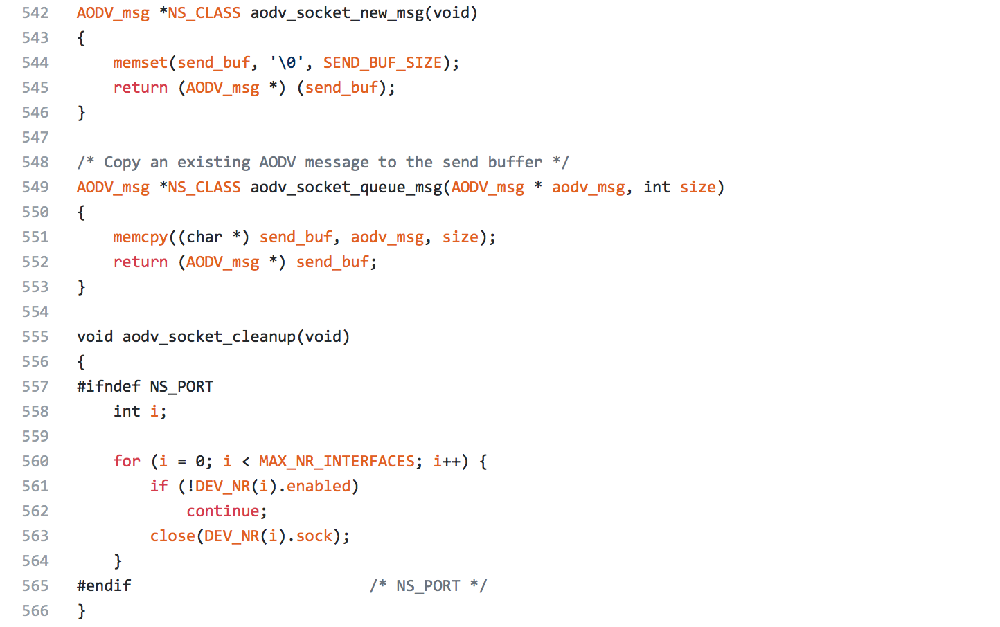 542 AODV_msg *NS_CLASS aodv_socket_new_msg(void)
543 {
544     memset(send_buf, '\0', SEND_BUF_SIZE);
545     return (AODV_msg *) (send_buf);
546 }
547
548 /* Copy an existing AODV message to the send buffer */
549 AODV_msg *NS_CLASS aodv_socket_queue_msg(AODV_msg * aodv_msg, int size)
550 {
551     memcpy((char *) send_buf, aodv_msg, size);
552     return (AODV_msg *) send_buf;
553 }
554
555 void aodv_socket_cleanup(void)
556 {
557 #ifndef NS_PORT
558     int i;
559
560     for (i = 0; i < MAX_NR_INTERFACES; i++) {
561         if (!DEV_NR(i).enabled)
562             continue;
563         close(DEV_NR(i).sock);
564     }
565 #endif                          /* NS_PORT */
566 }